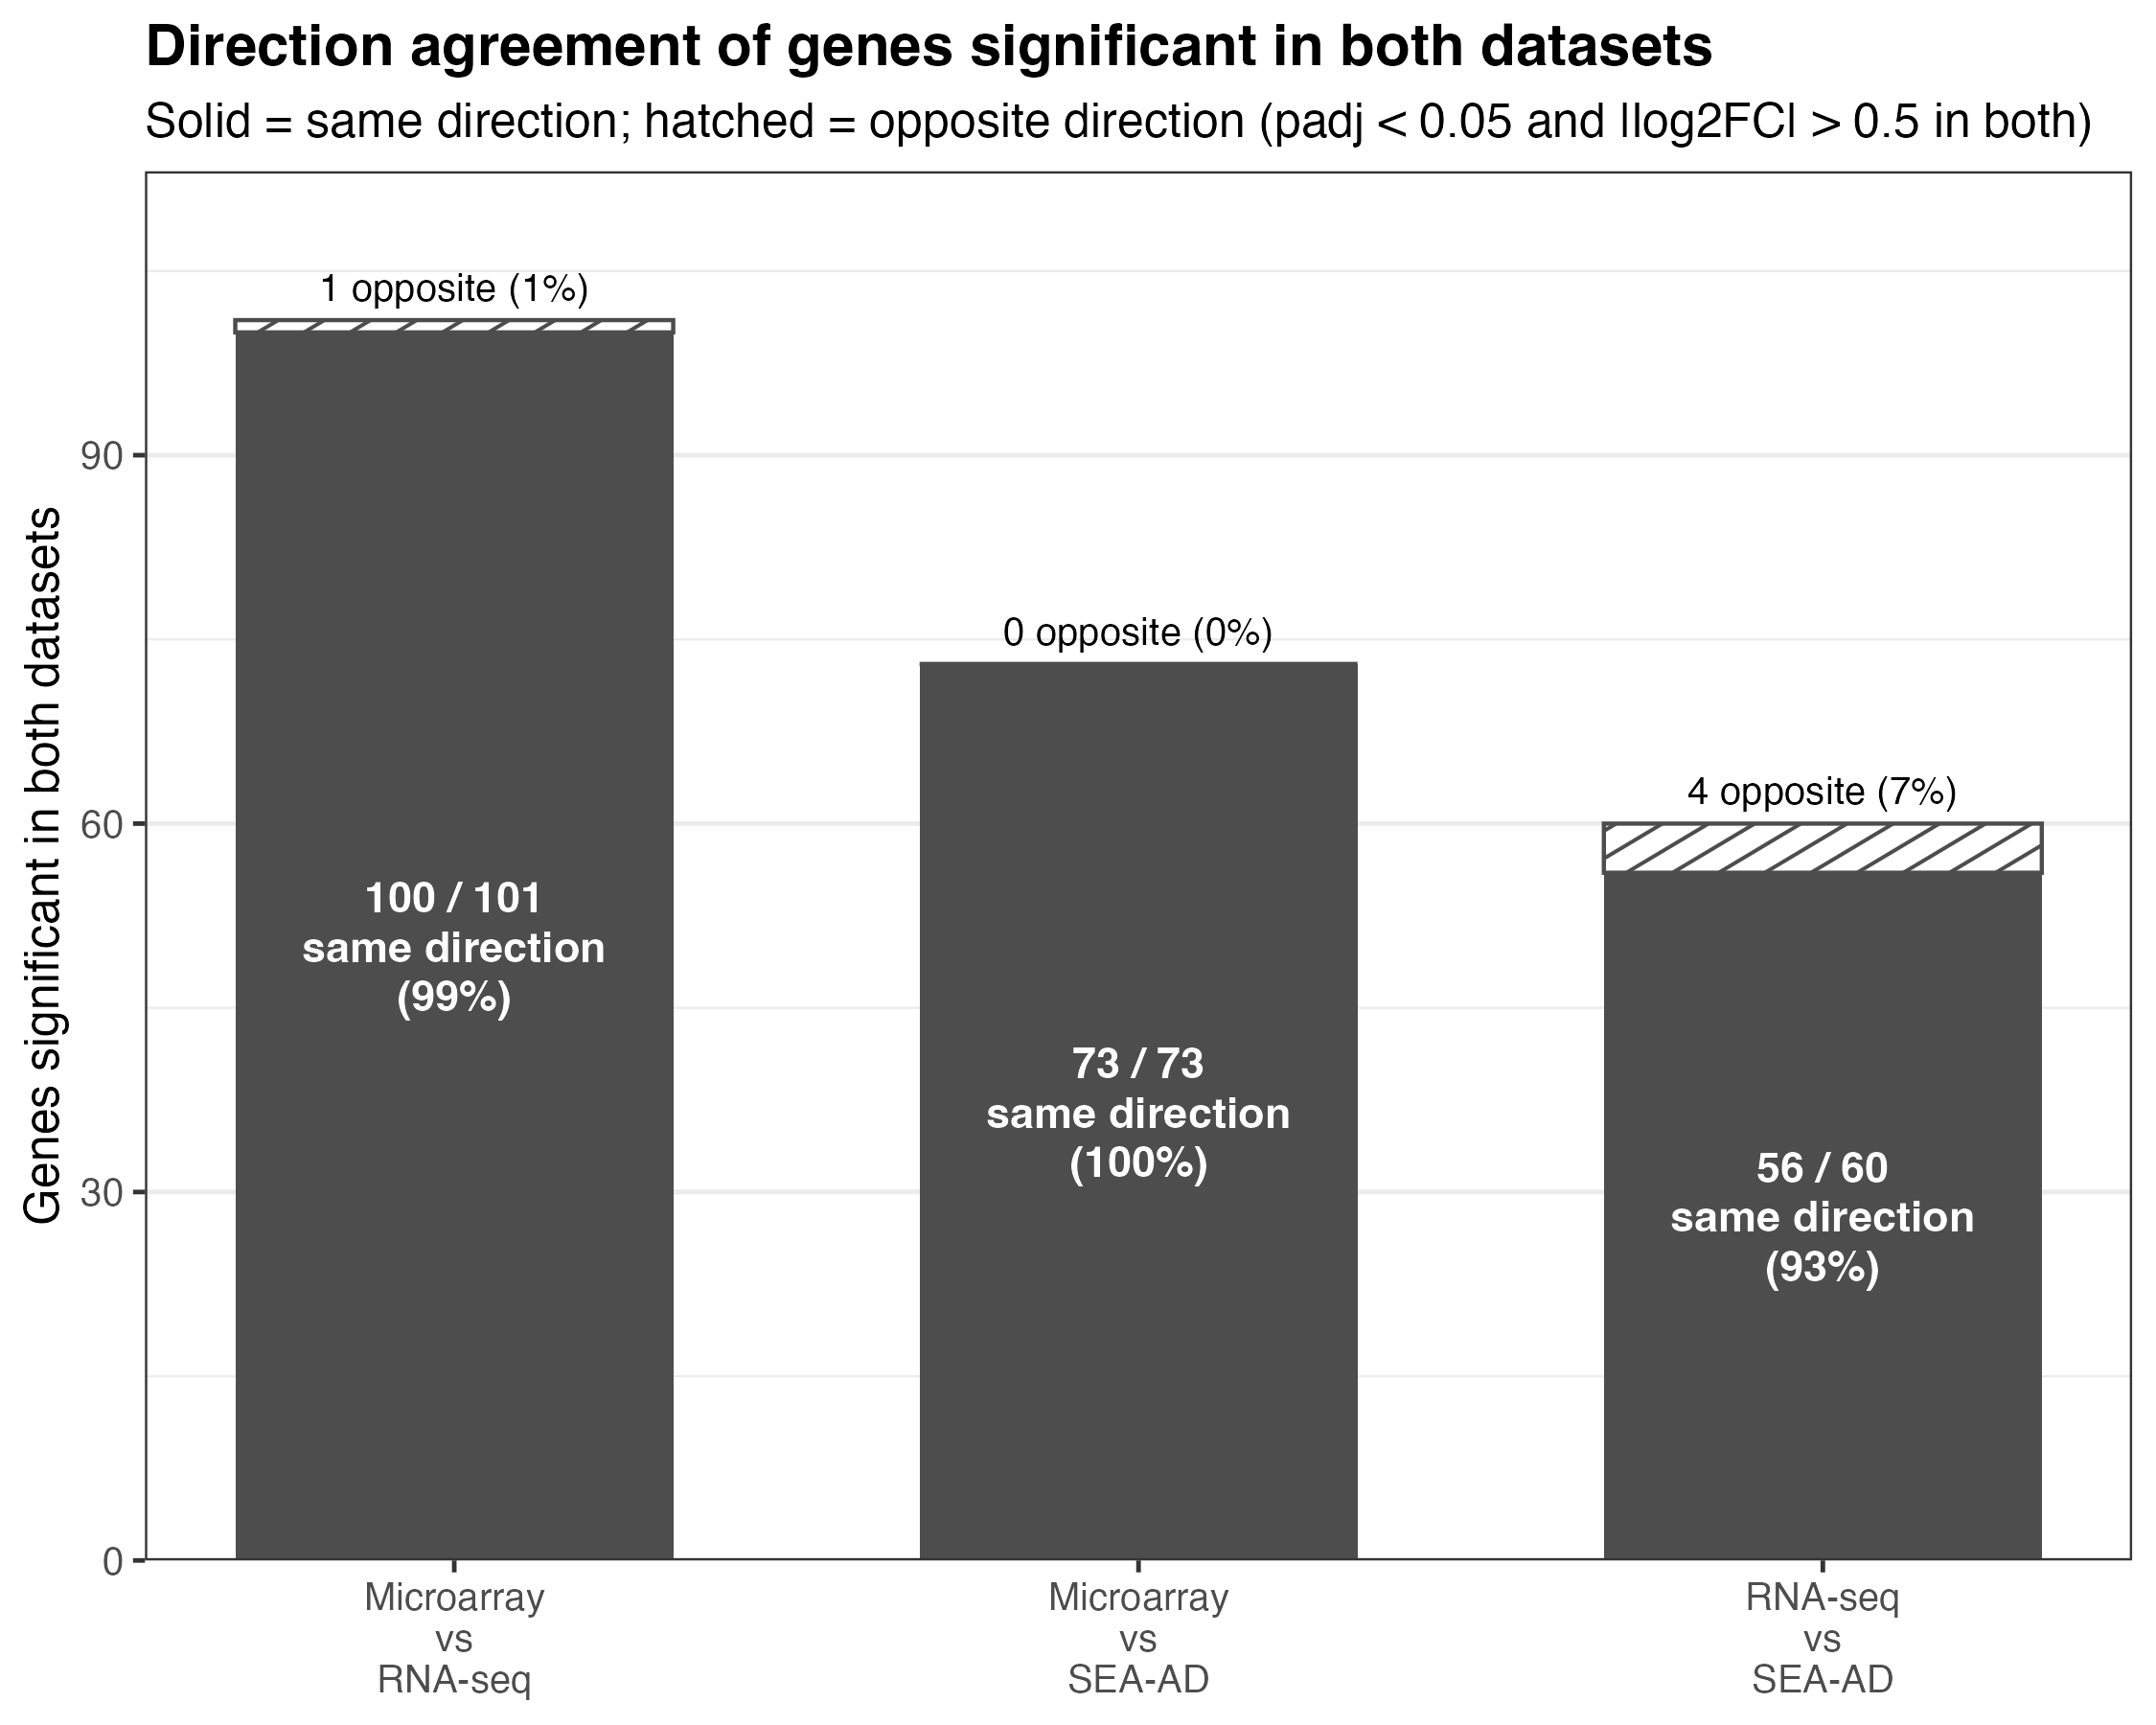 Direction agreement of genes significant in both datasets
Solid = same direction; hatched = opposite direction (padj < 0.05 and |log2FC| > 0.5 in both)
Genes significant in both datasets
90
60
30
0
1 opposite (1%)
100 / 101
same direction
(99%)
0 opposite (0%)
73 / 73
same direction
(100%)
4 opposite (7%)
56 / 60
same direction
(93%)
Microarray
vs
RNA-seq
Microarray
vs
SEA-AD
RNA-seq
vs
SEA-AD